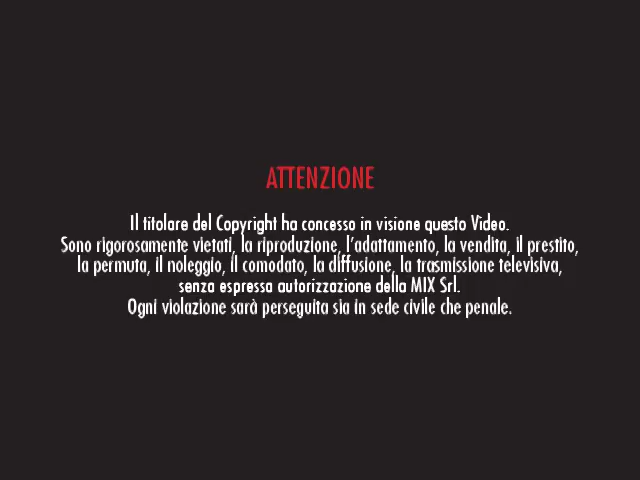 ATTENZIONE
Il titolare del Copyright ha concesso in visione questo Video.
Sono rigorosamente vietati, la riproduzione, l'adattamento, la vendita, il prestito,
la permuta, il noleggio, il comodato, la diffusione, la trasmissione televisiva,
senza espressa autorizzazione della MIX Srl.
Ogni violazione sarà perseguita sia in sede civile che penale.